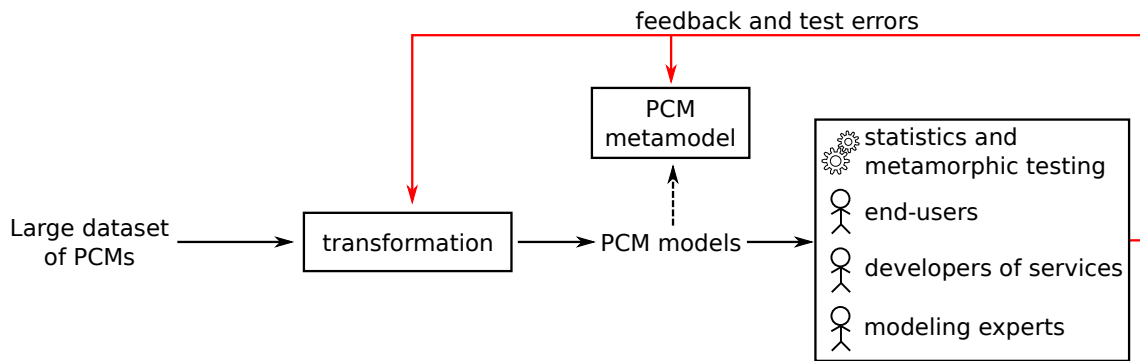 feedback and test errors
PCM
metamodel
statistics and
metamorphic testing
end-users
developers of services
modeling experts
Large dataset
of PCMs
transformation
PCM models